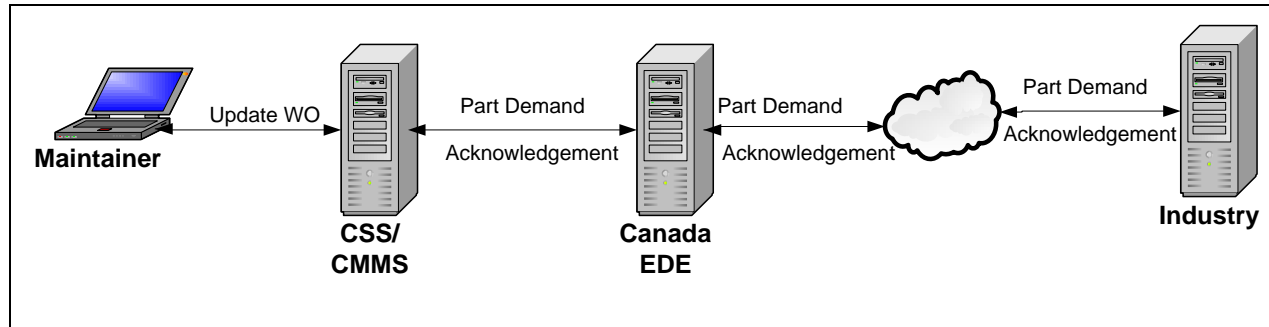 Update WO
Maintainer
Part Demand
Acknowledgement
CSS/
CMMS
Part Demand
Acknowledgement
Canada
EDE
Part Demand
Acknowledgement
Industry